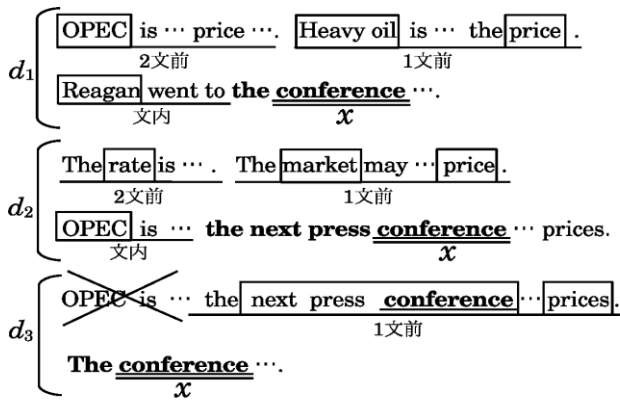 OPEC is ⋯ price ⋯. Heavy oil is ⋯ the price .
2文前 1文前
d1
Reagan went to the conference ⋯.
文内 x
The rate is ⋯ . The market may ⋯ price .
2文前 1文前
d2
OPEC is ⋯ the next press conference ⋯ prices.
文内 x
OPEC is ⋯ the next press conference ⋯ prices.
d3
1文前
The conference ⋯.
x